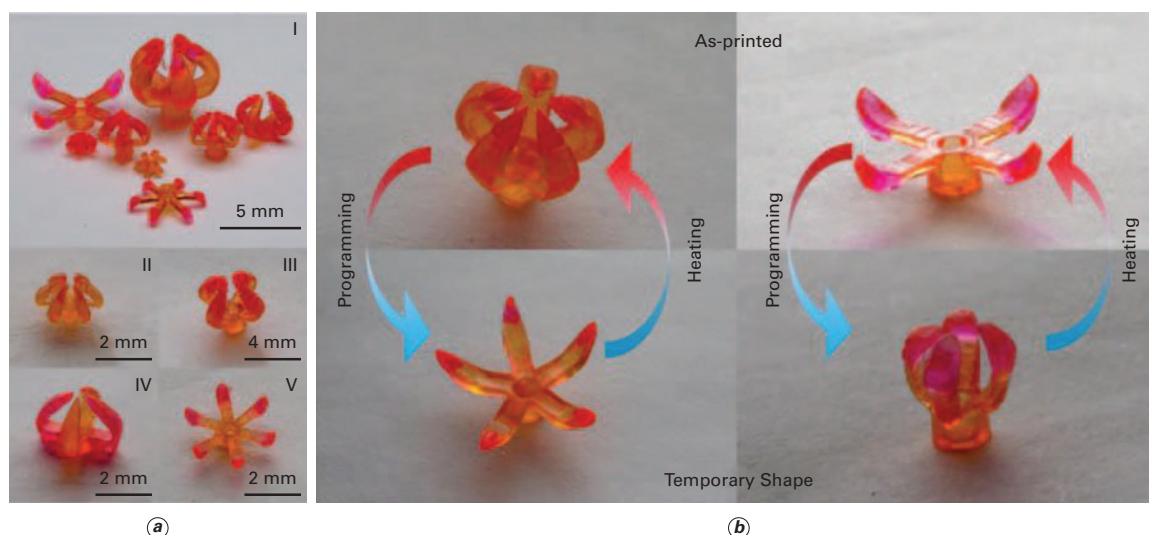 I
5 mm
II
2 mm
III
4 mm
IV
2 mm
V
2 mm
a
As-printed
Programming
Heating
Programming
Heating
Temporary Shape
b